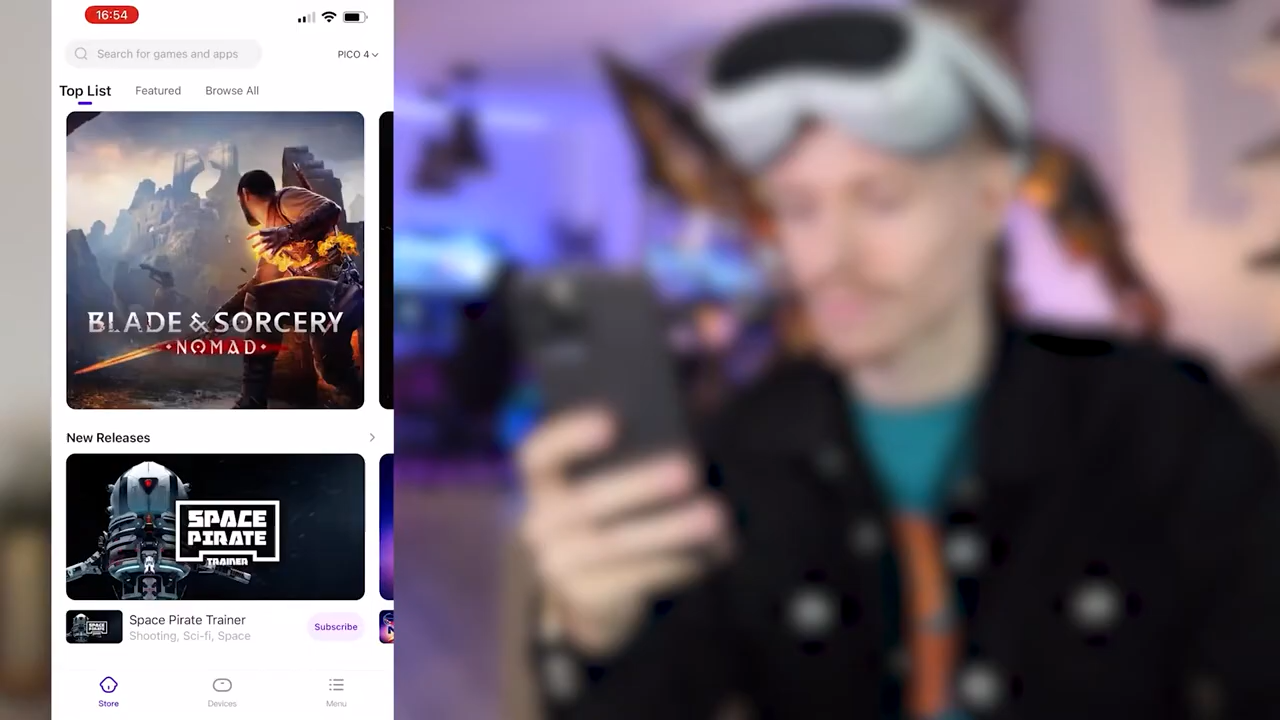 16:54
Search for games and apps
PICO 4
Top List
Featured
Browse All
BLADE & SORCERY
NOMAD
New Releases
SPACE
PIRATE
TRAINER
Space Pirate Trainer
Shooting, Sci-fi, Space
Subscribe
Store
Devices
Menu